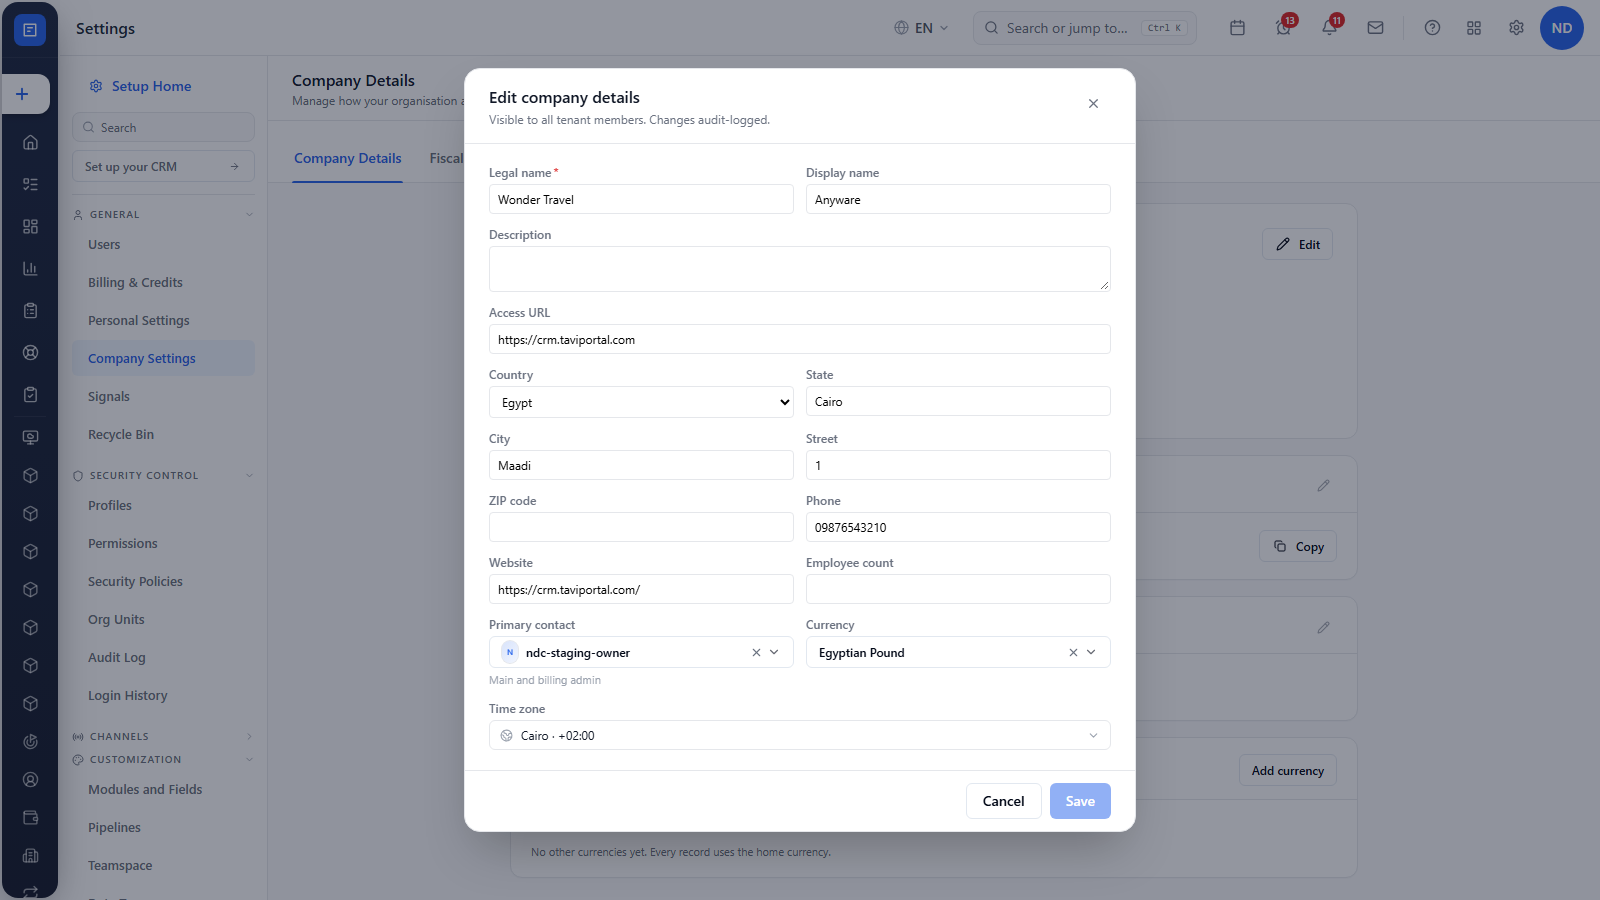 Settings
EN
Search or jump to...
Ctrl K
13
11
ND
Setup Home
Search
Set up your CRM
GENERAL
Users
Billing & Credits
Personal Settings
Company Settings
Signals
Recycle Bin
SECURITY CONTROL
Profiles
Permissions
Security Policies
Org Units
Audit Log
Login History
CHANNELS
CUSTOMIZATION
Modules and Fields
Pipelines
Teamspace
Company Details
Manage how your organisation
Company Details
Fiscal
Edit
Copy
Add currency
No other currencies yet. Every record uses the home currency.
Edit company details
Visible to all tenant members. Changes audit-logged.
Legal name *
Display name
Wonder Travel
Anyware
Description
Access URL
https://crm.taviportal.com
Country
State
Egypt
Cairo
City
Street
Maadi
1
ZIP code
Phone
09876543210
Website
Employee count
https://crm.taviportal.com/
Primary contact
Currency
N
ndc-staging-owner
Egyptian Pound
Main and billing admin
Time zone
Cairo · +02:00
Cancel
Save